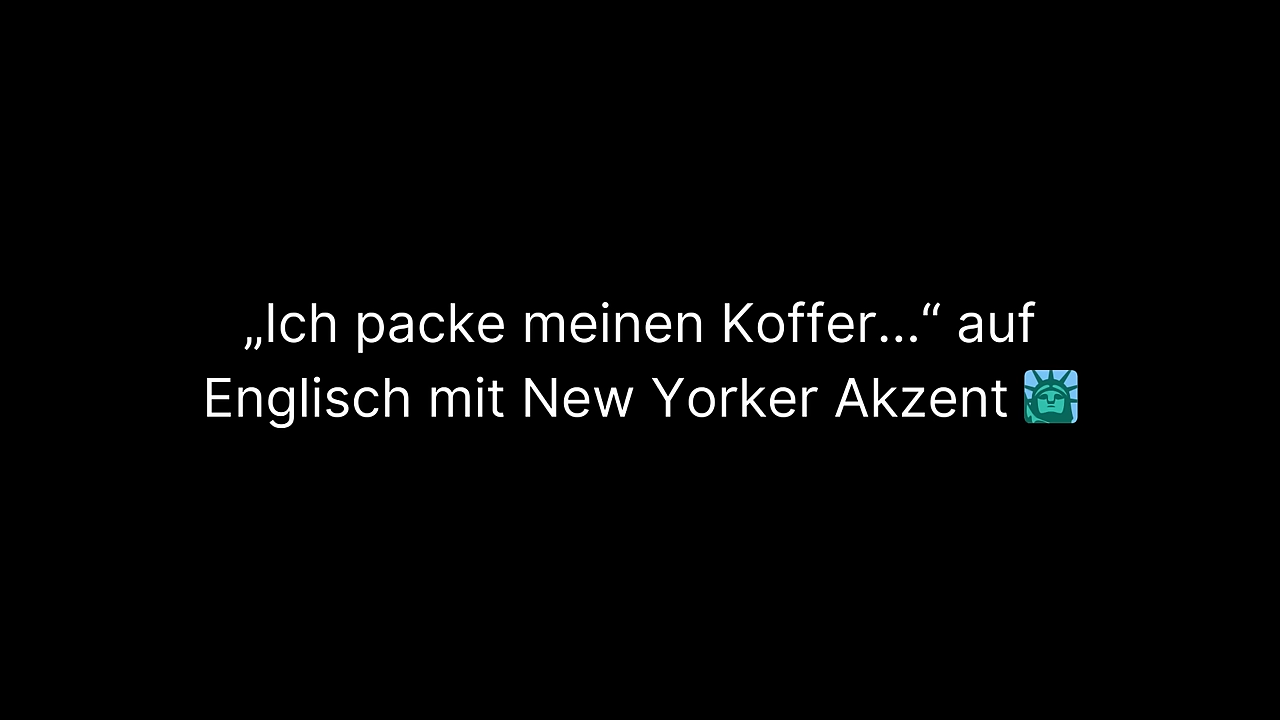 „Ich packe meinen Koffer...“ auf
Englisch mit New Yorker Akzent 🗽